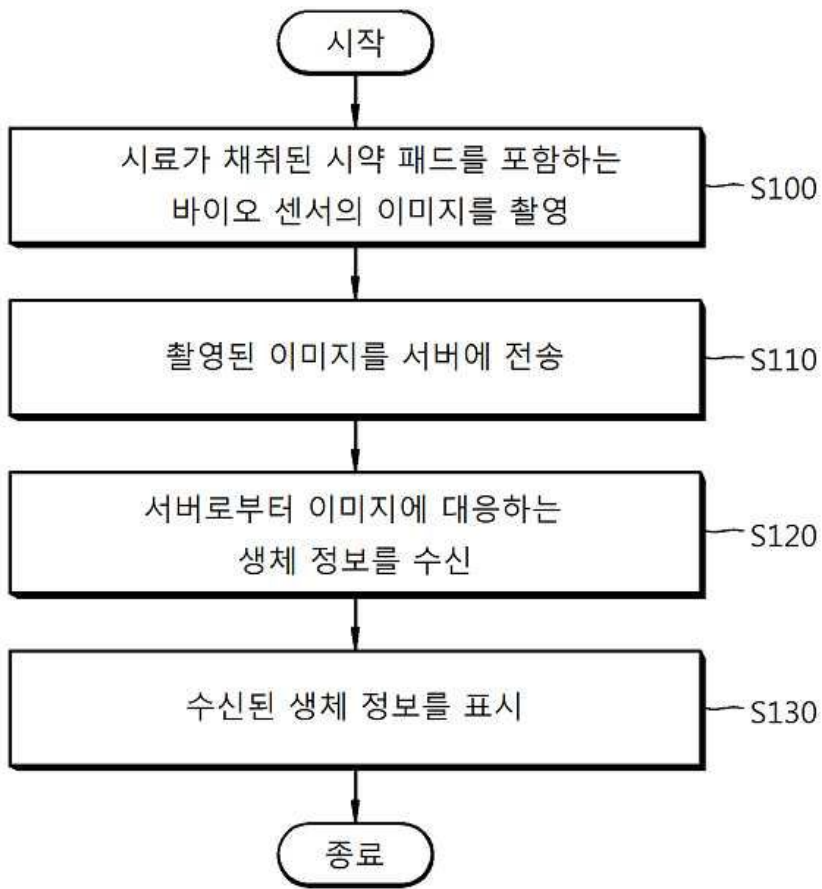 시작
시료가 채취된 시약 패드를 포함하는
바이오 센서의 이미지를 촬영
S100
촬영된 이미지를 서버에 전송
S110
서버로부터 이미지에 대응하는
생체 정보를 수신
S120
수신된 생체 정보를 표시
S130
종료